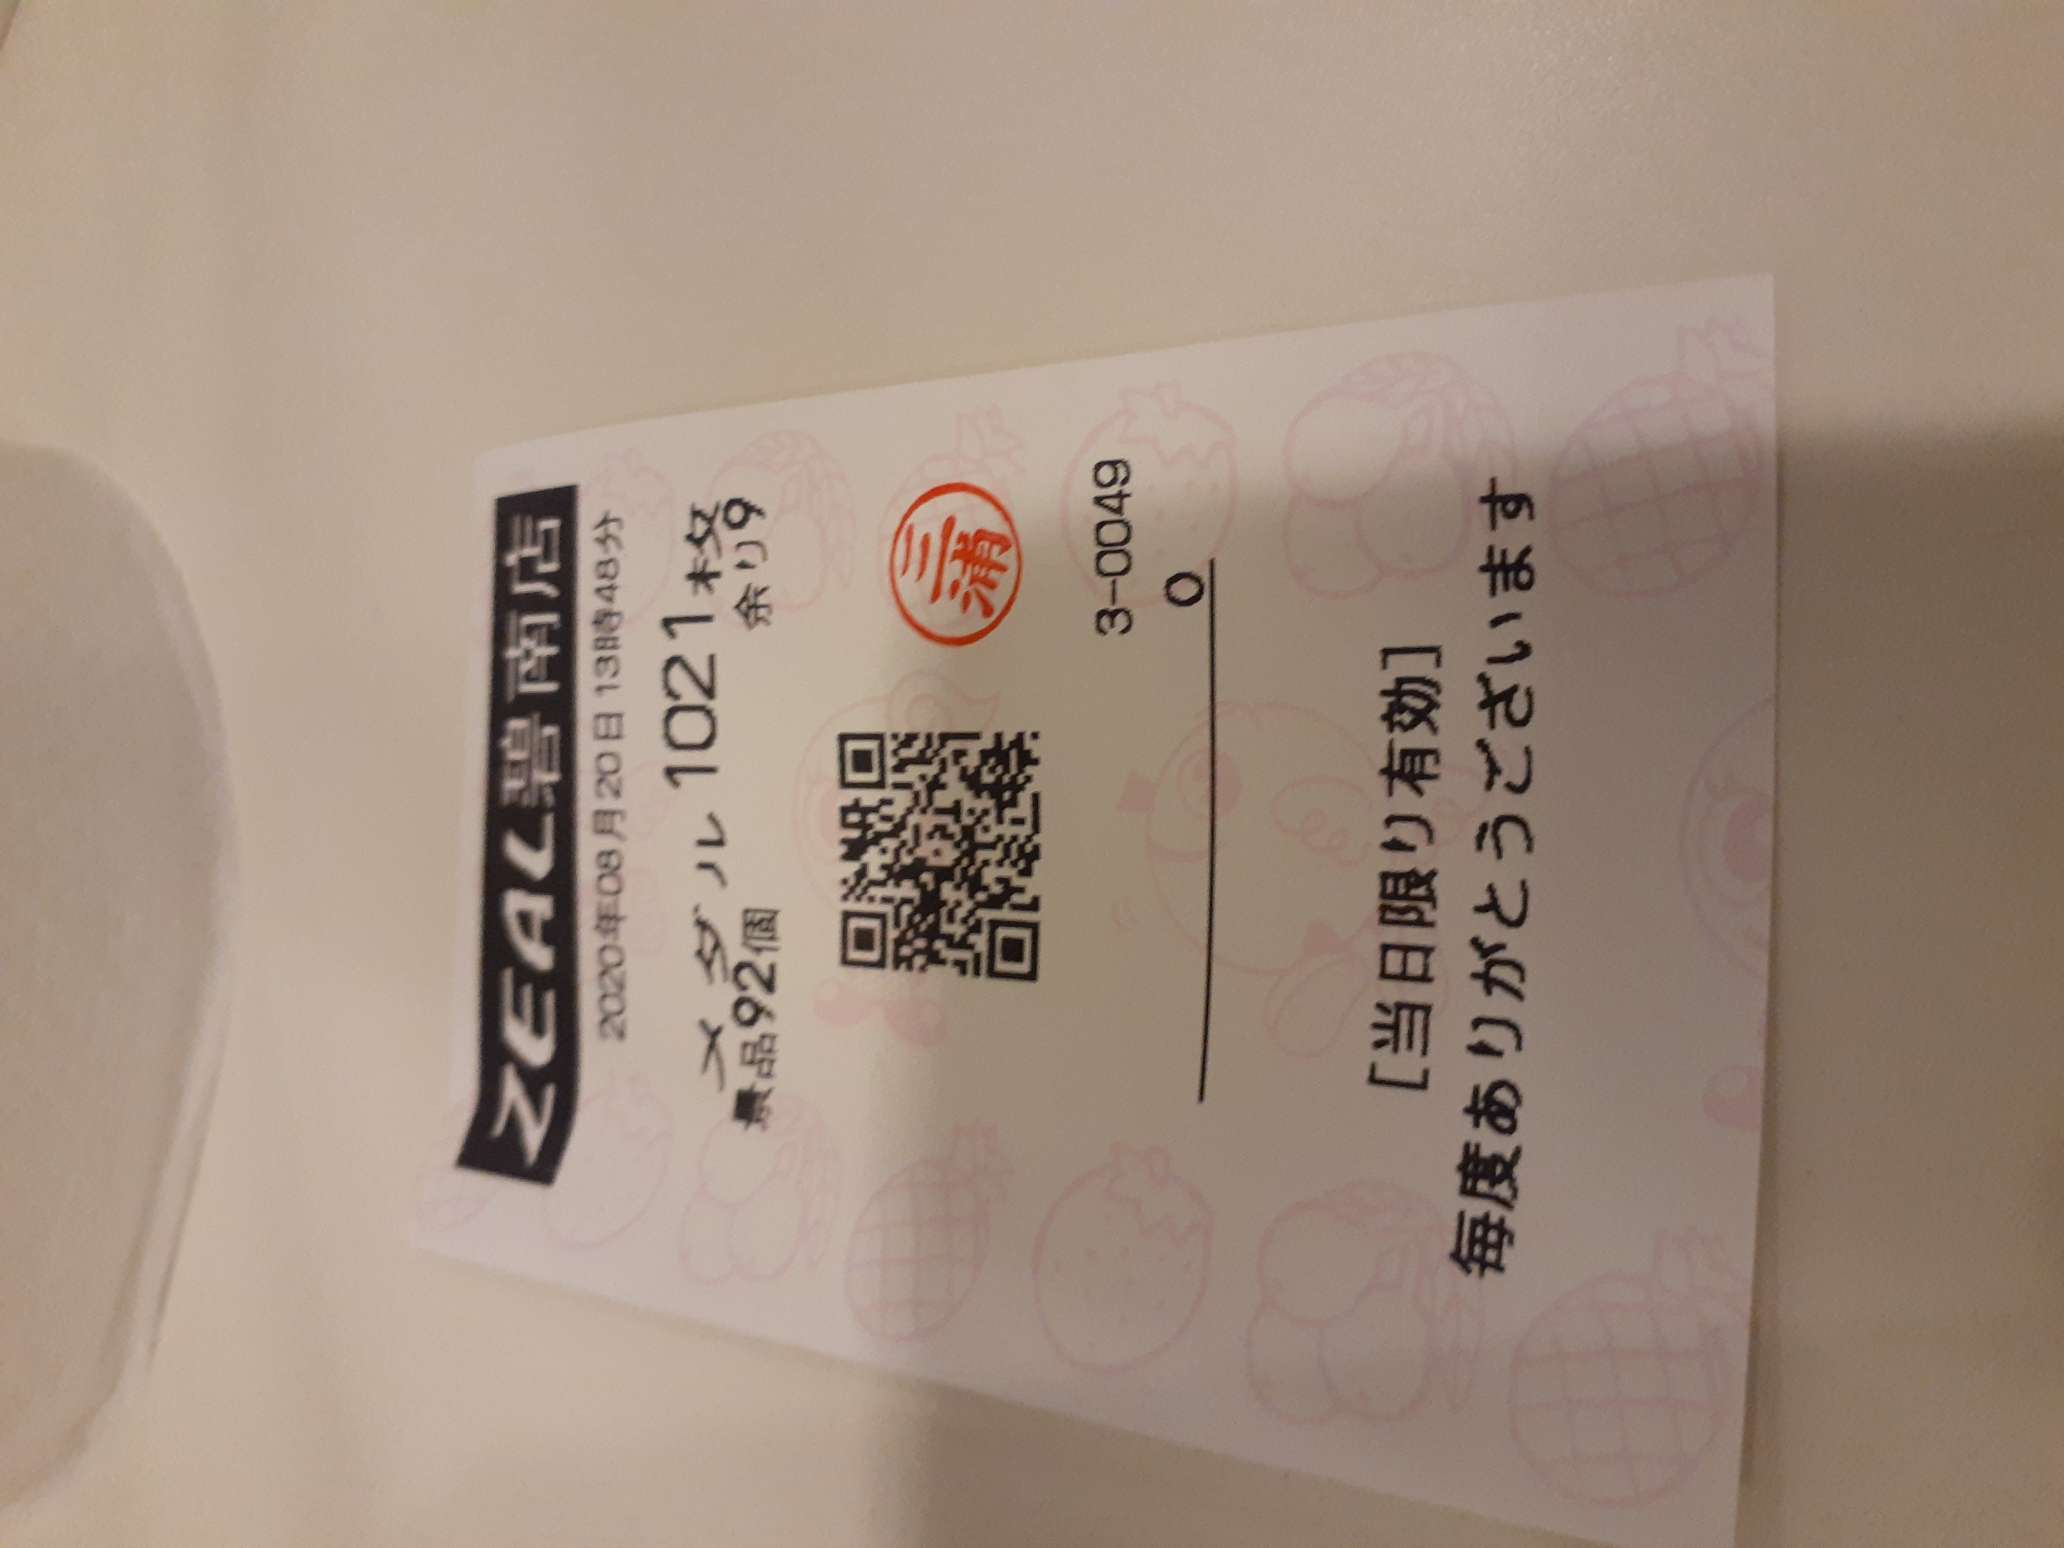 ZEAL碧南店
2020年08月20日 13時48分
メダル 1021枚
景品92個 余り9
三浦
3-0049
0
[当日限り有効]
毎度ありがとうございます